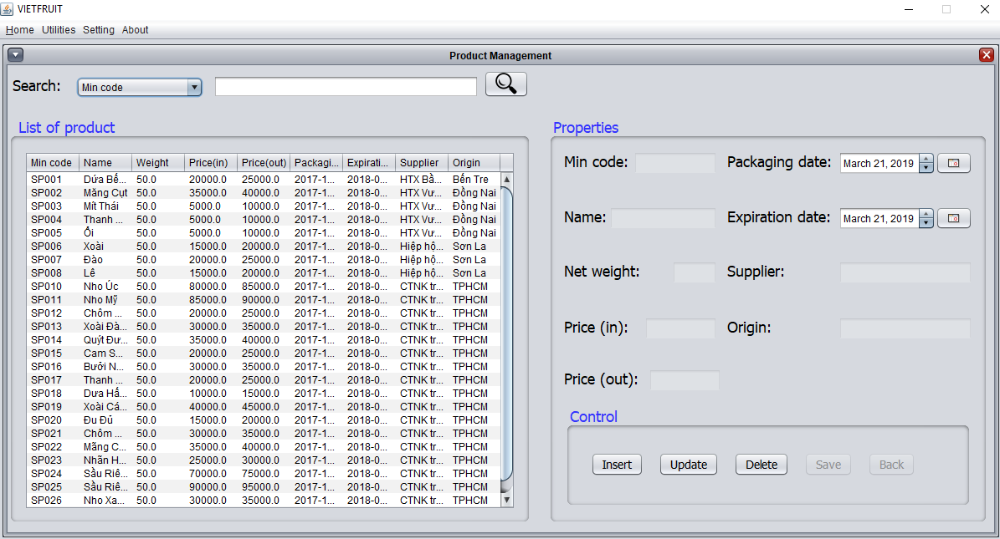 VIETFRUIT
Home Utilities Setting About
Product Management
Search: Min code
List of product
Min code Name Weight Price(in) Price(out) Packagi... Expirati... Supplier Origin
SP001 Dứa Bế... 50.0 20000.0 25000.0 2017-1... 2018-0... HTX Bầ... Bến Tre
SP002 Măng Cụt 50.0 35000.0 40000.0 2017-1... 2018-0... HTX Vư... Đồng Nai
SP003 Mít Thái 50.0 5000.0 10000.0 2017-1... 2018-0... HTX Vư... Đồng Nai
SP004 Thanh ... 50.0 5000.0 10000.0 2017-1... 2018-0... HTX Vư... Đồng Nai
SP005 Ổi 50.0 5000.0 10000.0 2017-1... 2018-0... HTX Vư... Đồng Nai
SP006 Xoài 50.0 15000.0 20000.0 2017-1... 2018-0... Hiệp hộ... Sơn La
SP007 Đào 50.0 20000.0 25000.0 2017-1... 2018-0... Hiệp hộ... Sơn La
SP008 Lê 50.0 15000.0 20000.0 2017-1... 2018-0... Hiệp hộ... Sơn La
SP010 Nho Úc 50.0 80000.0 85000.0 2017-1... 2018-0... CTNK tr... TPHCM
SP011 Nho Mỹ 50.0 85000.0 90000.0 2017-1... 2018-0... CTNK tr... TPHCM
SP012 Chôm ... 50.0 20000.0 25000.0 2017-1... 2018-0... CTNK tr... TPHCM
SP013 Xoài Đà... 50.0 30000.0 35000.0 2017-1... 2018-0... CTNK tr... TPHCM
SP014 Quýt Đư... 50.0 35000.0 40000.0 2017-1... 2018-0... CTNK tr... TPHCM
SP015 Cam S... 50.0 20000.0 25000.0 2017-1... 2018-0... CTNK tr... TPHCM
SP016 Bưởi N... 50.0 30000.0 35000.0 2017-1... 2018-0... CTNK tr... TPHCM
SP017 Thanh ... 50.0 20000.0 25000.0 2017-1... 2018-0... CTNK tr... TPHCM
SP018 Dưa Hấ... 50.0 10000.0 15000.0 2017-1... 2018-0... CTNK tr... TPHCM
SP019 Xoài Cá... 50.0 40000.0 45000.0 2017-1... 2018-0... CTNK tr... TPHCM
SP020 Đu Đủ 50.0 15000.0 20000.0 2017-1... 2018-0... CTNK tr... TPHCM
SP021 Chôm ... 50.0 30000.0 35000.0 2017-1... 2018-0... CTNK tr... TPHCM
SP022 Mãng C... 50.0 35000.0 40000.0 2017-1... 2018-0... CTNK tr... TPHCM
SP023 Nhãn H... 50.0 25000.0 30000.0 2017-1... 2018-0... CTNK tr... TPHCM
SP024 Sầu Riê... 50.0 70000.0 75000.0 2017-1... 2018-0... CTNK tr... TPHCM
SP025 Sầu Riê... 50.0 90000.0 95000.0 2017-1... 2018-0... CTNK tr... TPHCM
SP026 Nho Xa... 50.0 30000.0 35000.0 2017-1... 2018-0... CTNK tr... TPHCM
Properties
Min code: Packaging date: March 21, 2019
Name: Expiration date: March 21, 2019
Net weight: Supplier:
Price (in): Origin:
Price (out):
Control
Insert Update Delete Save Back